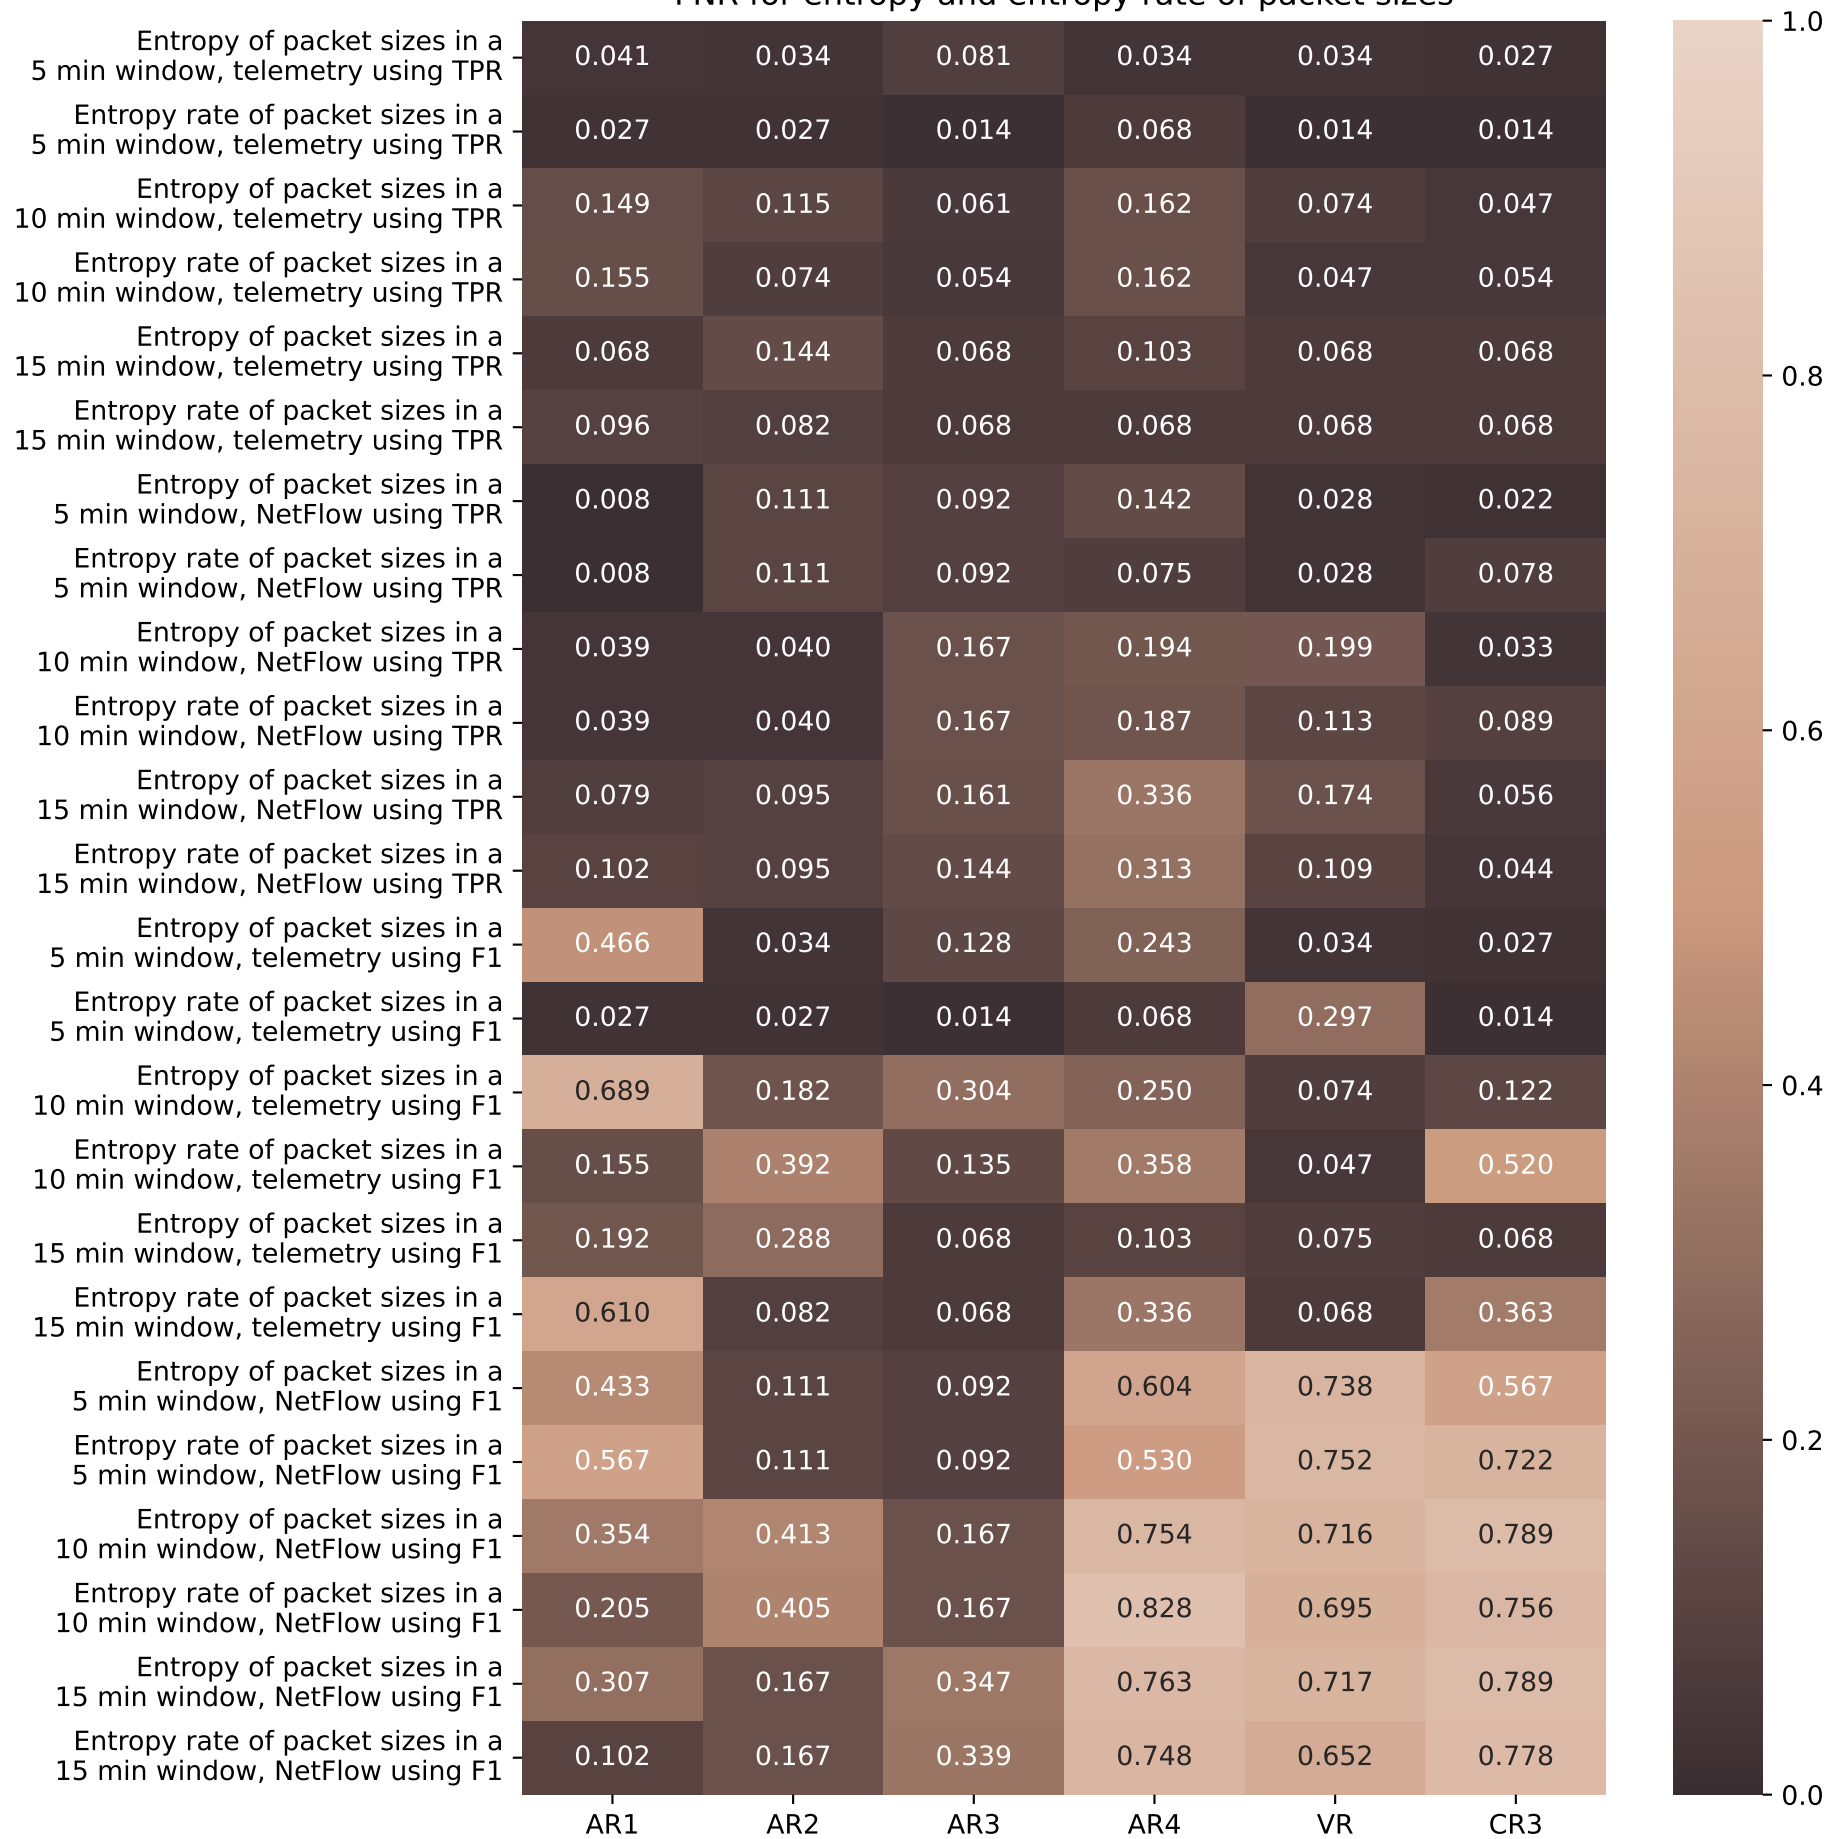 FNR for entropy and entropy rate of packet sizes
Entropy of packet sizes in a
5 min window, telemetry using TPR
0.041 0.034 0.081 0.034 0.034 0.027
Entropy rate of packet sizes in a
5 min window, telemetry using TPR
0.027 0.027 0.014 0.068 0.014 0.014
Entropy of packet sizes in a
10 min window, telemetry using TPR
0.149 0.115 0.061 0.162 0.074 0.047
Entropy rate of packet sizes in a
10 min window, telemetry using TPR
0.155 0.074 0.054 0.162 0.047 0.054
Entropy of packet sizes in a
15 min window, telemetry using TPR
0.068 0.144 0.068 0.103 0.068 0.068
Entropy rate of packet sizes in a
15 min window, telemetry using TPR
0.096 0.082 0.068 0.068 0.068 0.068
Entropy of packet sizes in a
5 min window, NetFlow using TPR
0.008 0.111 0.092 0.142 0.028 0.022
Entropy rate of packet sizes in a
5 min window, NetFlow using TPR
0.008 0.111 0.092 0.075 0.028 0.078
Entropy of packet sizes in a
10 min window, NetFlow using TPR
0.039 0.040 0.167 0.194 0.199 0.033
Entropy rate of packet sizes in a
10 min window, NetFlow using TPR
0.039 0.040 0.167 0.187 0.113 0.089
Entropy of packet sizes in a
15 min window, NetFlow using TPR
0.079 0.095 0.161 0.336 0.174 0.056
Entropy rate of packet sizes in a
15 min window, NetFlow using TPR
0.102 0.095 0.144 0.313 0.109 0.044
Entropy of packet sizes in a
5 min window, telemetry using F1
0.466 0.034 0.128 0.243 0.034 0.027
Entropy rate of packet sizes in a
5 min window, telemetry using F1
0.027 0.027 0.014 0.068 0.297 0.014
Entropy of packet sizes in a
10 min window, telemetry using F1
0.689 0.182 0.304 0.250 0.074 0.122
Entropy rate of packet sizes in a
10 min window, telemetry using F1
0.155 0.392 0.135 0.358 0.047 0.520
Entropy of packet sizes in a
15 min window, telemetry using F1
0.192 0.288 0.068 0.103 0.075 0.068
Entropy rate of packet sizes in a
15 min window, telemetry using F1
0.610 0.082 0.068 0.336 0.068 0.363
Entropy of packet sizes in a
5 min window, NetFlow using F1
0.433 0.111 0.092 0.604 0.738 0.567
Entropy rate of packet sizes in a
5 min window, NetFlow using F1
0.567 0.111 0.092 0.530 0.752 0.722
Entropy of packet sizes in a
10 min window, NetFlow using F1
0.354 0.413 0.167 0.754 0.716 0.789
Entropy rate of packet sizes in a
10 min window, NetFlow using F1
0.205 0.405 0.167 0.828 0.695 0.756
Entropy of packet sizes in a
15 min window, NetFlow using F1
0.307 0.167 0.347 0.763 0.717 0.789
Entropy rate of packet sizes in a
15 min window, NetFlow using F1
0.102 0.167 0.339 0.748 0.652 0.778
AR1 AR2 AR3 AR4 VR CR3
1.0
0.8
0.6
0.4
0.2
0.0